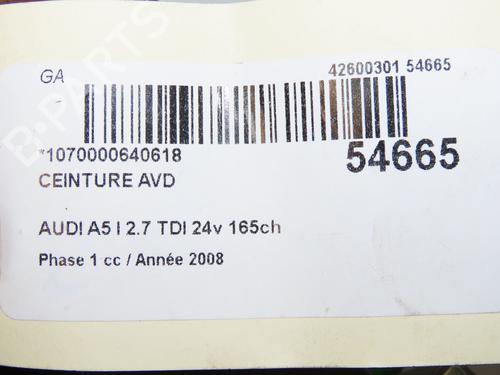 GA
42600301 54665
*1070000640618
54665
CEINTURE AVD
AUDI A5 I 2.7 TDI 24v 165ch
Phase 1 cc / Année 2008
B-PARTS